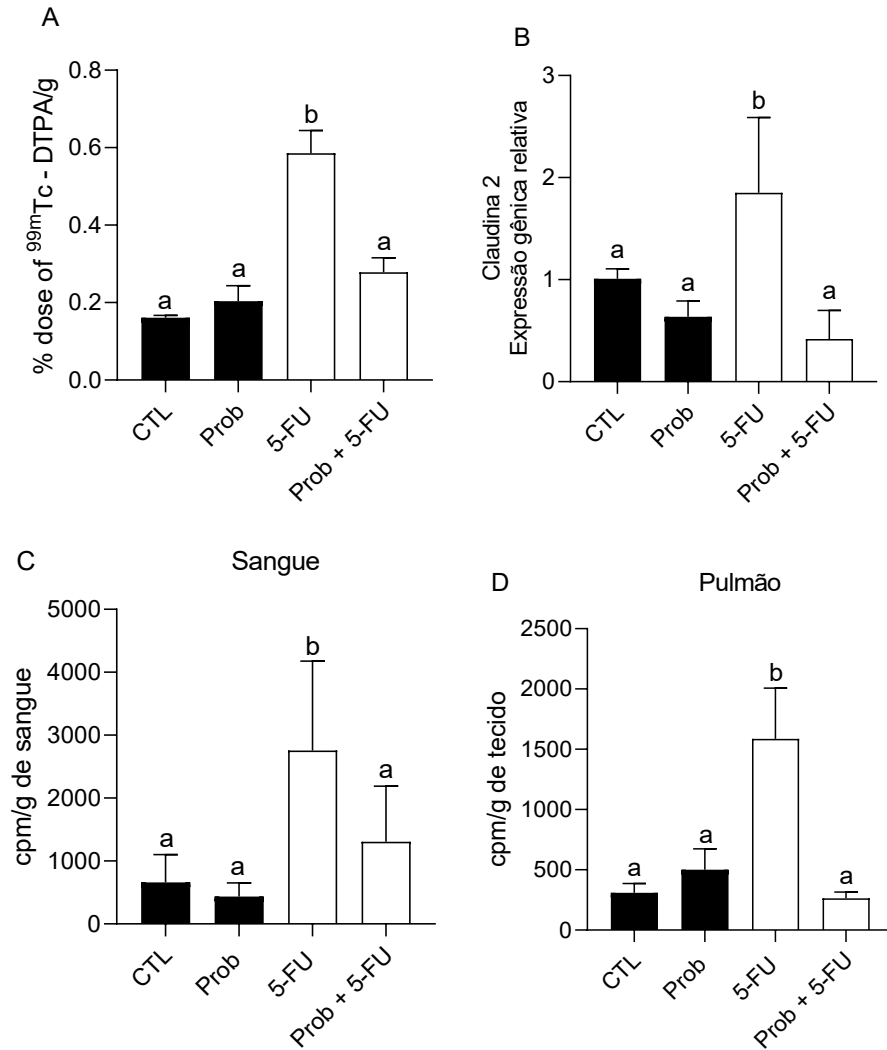 A
% dose of 99mTc - DTPA/g
0.8
0.6
0.4
0.2
0.0
a
a
b
a
CTL
Prob
5-FU
Prob + 5-FU
B
Claudina 2
Expressão gênica relativa
3
2
1
0
a
a
b
a
CTL
Prob
5-FU
Prob + 5-FU
C
Sangue
cpm/g de sangue
5000
4000
3000
2000
1000
0
a
a
b
a
CTL
Prob
5-FU
Prob + 5-FU
D
Pulmão
cpm/g de tecido
2500
2000
1500
1000
500
0
a
a
b
a
CTL
Prob
5-FU
Prob + 5-FU